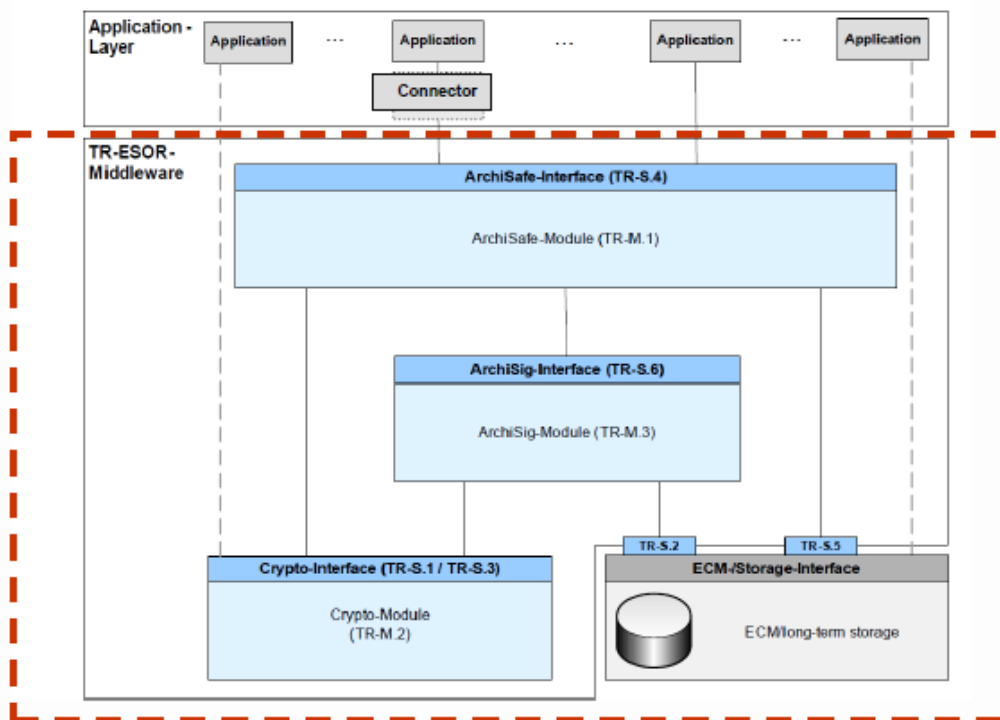 Application -
Layer
Application
...
Application
...
Application
...
Application
Connector
TR-ESOR-
Middleware
ArchiSafe-Interface (TR-S.4)
ArchiSafe-Module (TR-M.1)
ArchiSig-Interface (TR-S.6)
ArchiSig-Module (TR-M.3)
TR-S.2
TR-S.5
Crypto-Interface (TR-S.1 / TR-S.3)
ECM-/Storage-Interface
Crypto-Module
(TR-M.2)
ECM/long-term storage